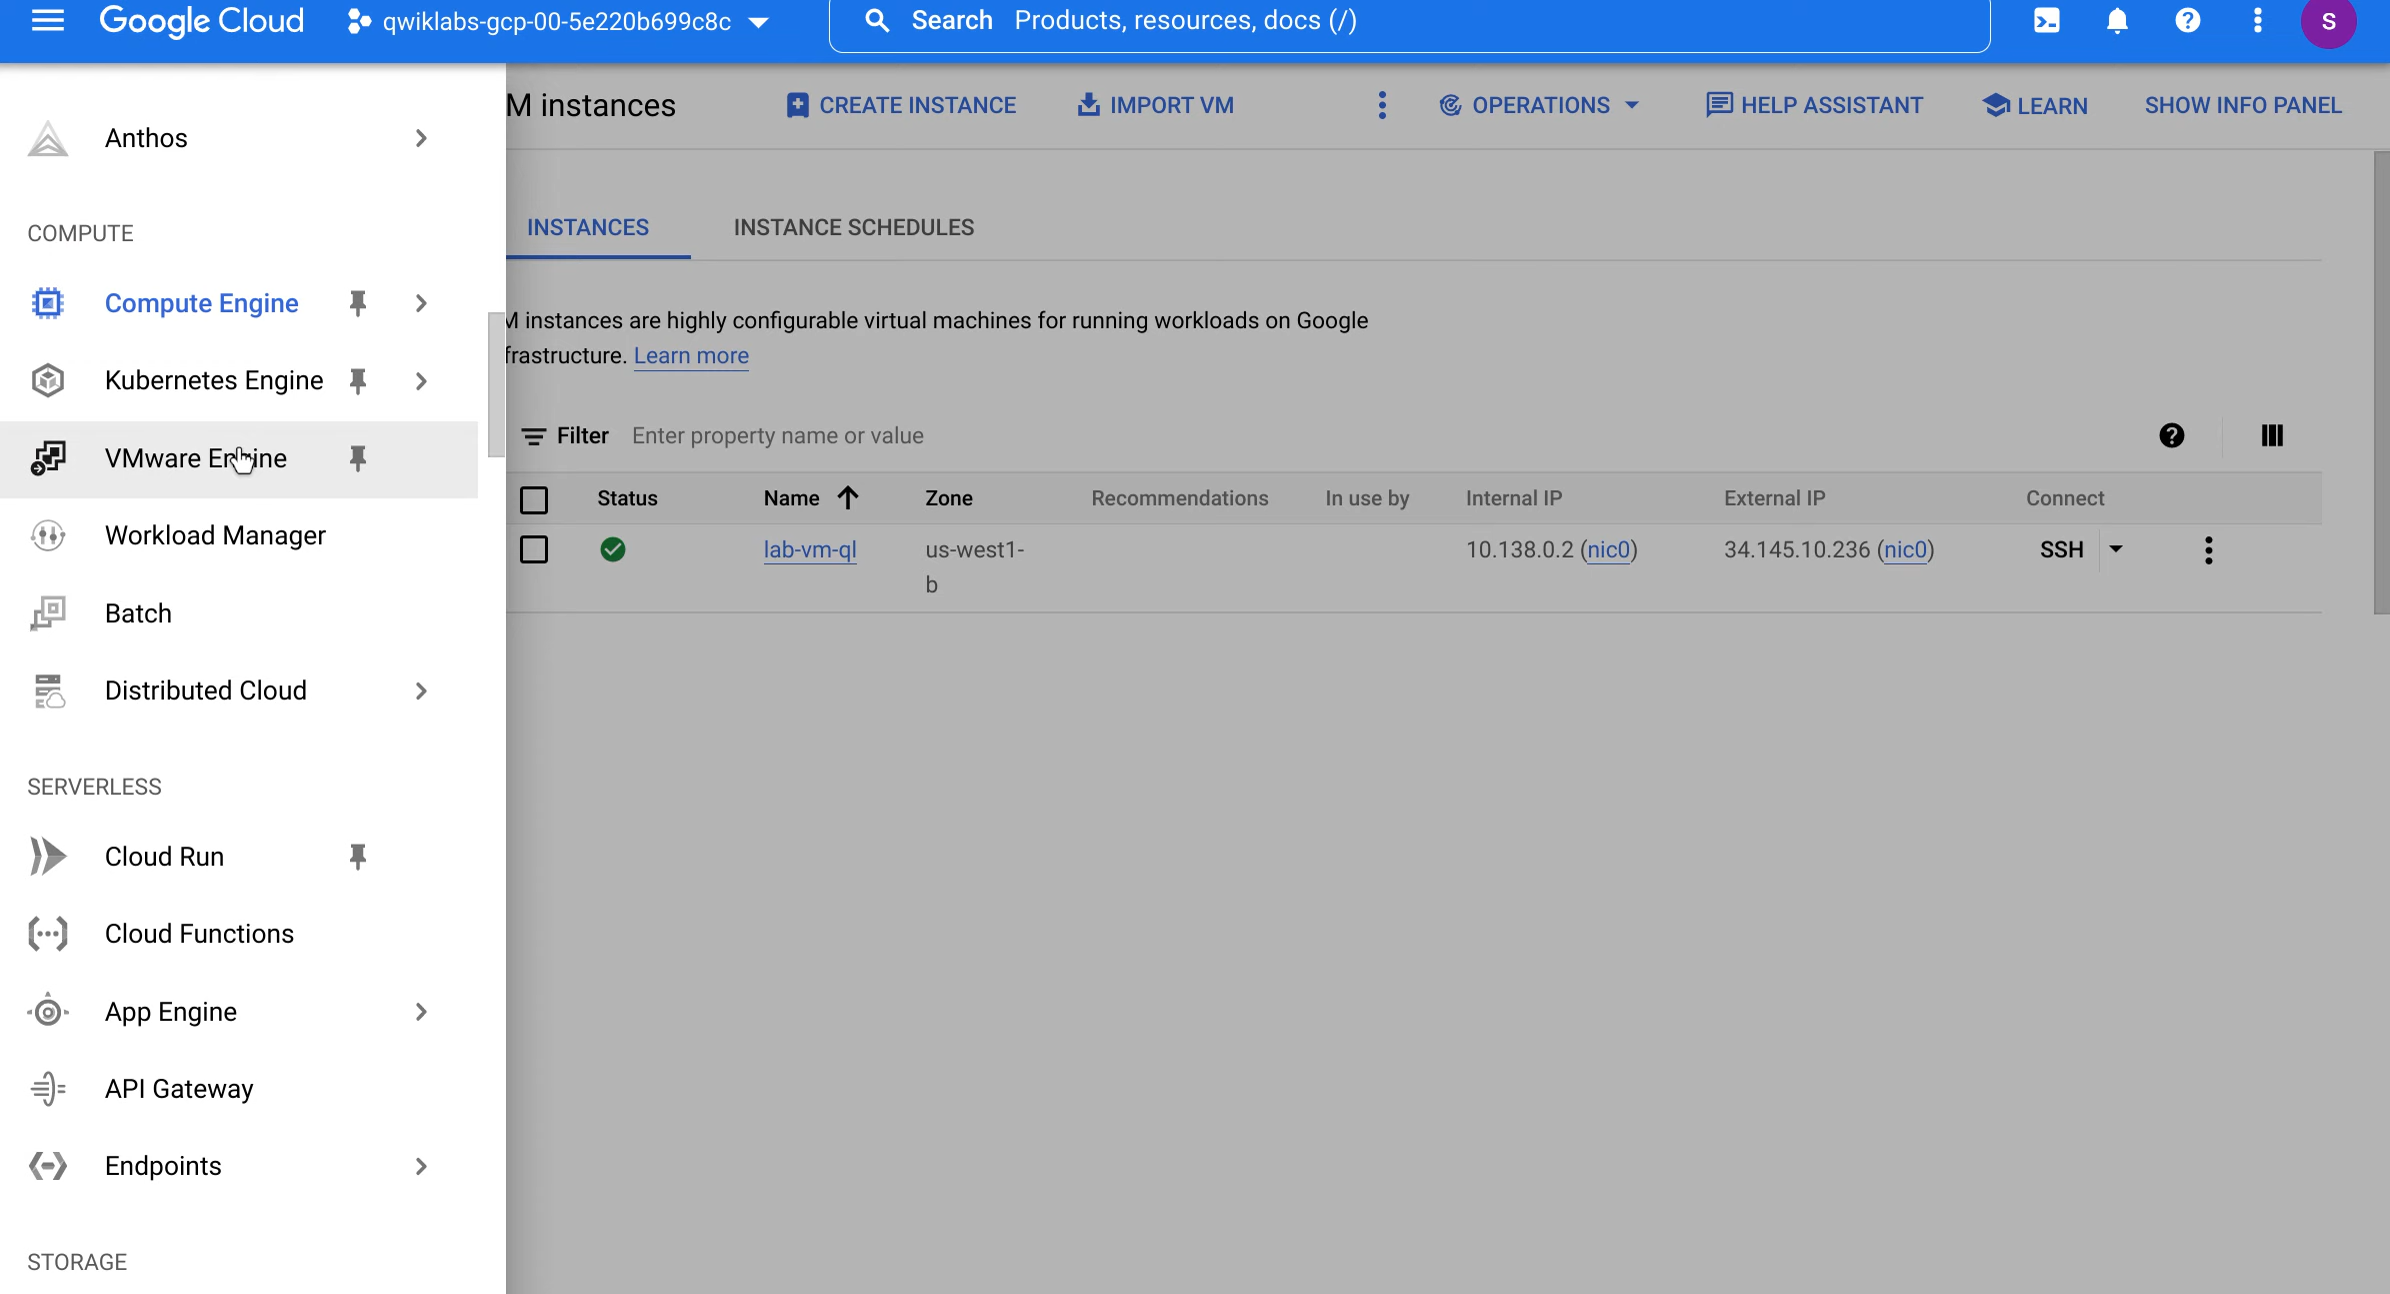 Google Cloud
qwiklabs-gcp-00-5e220b699c8c
Search Products, resources, docs (/)
S
Anthos
COMPUTE
Compute Engine
Kubernetes Engine
VMware Engine
Workload Manager
Batch
Distributed Cloud
SERVERLESS
Cloud Run
Cloud Functions
App Engine
API Gateway
Endpoints
STORAGE
M instances
CREATE INSTANCE
IMPORT VM
OPERATIONS
HELP ASSISTANT
LEARN
SHOW INFO PANEL
INSTANCES
INSTANCE SCHEDULES
M instances are highly configurable virtual machines for running workloads on Google
frastructure. Learn more
Filter Enter property name or value
Status Name Zone Recommendations In use by Internal IP External IP Connect
lab-vm-ql us-west1- 10.138.0.2 (nic0) 34.145.10.236 (nic0) SSH
b